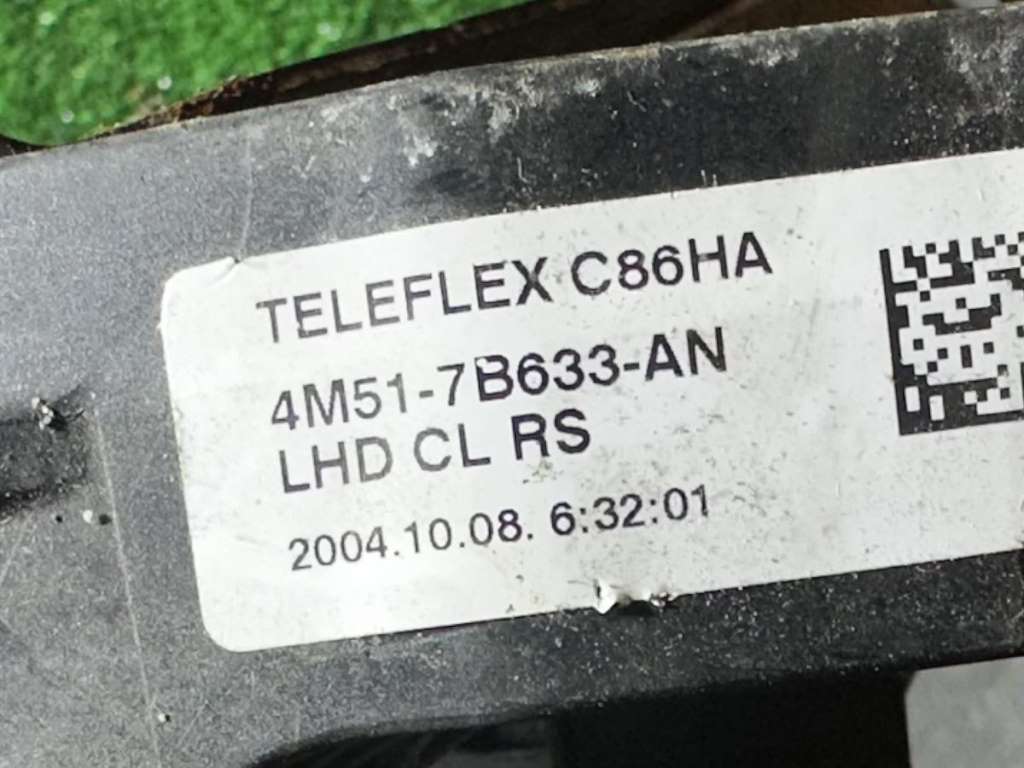 TELEFLEX C86HA
4M51-7B633-AN
LHD CL RS
2004.10.08. 6:32:01